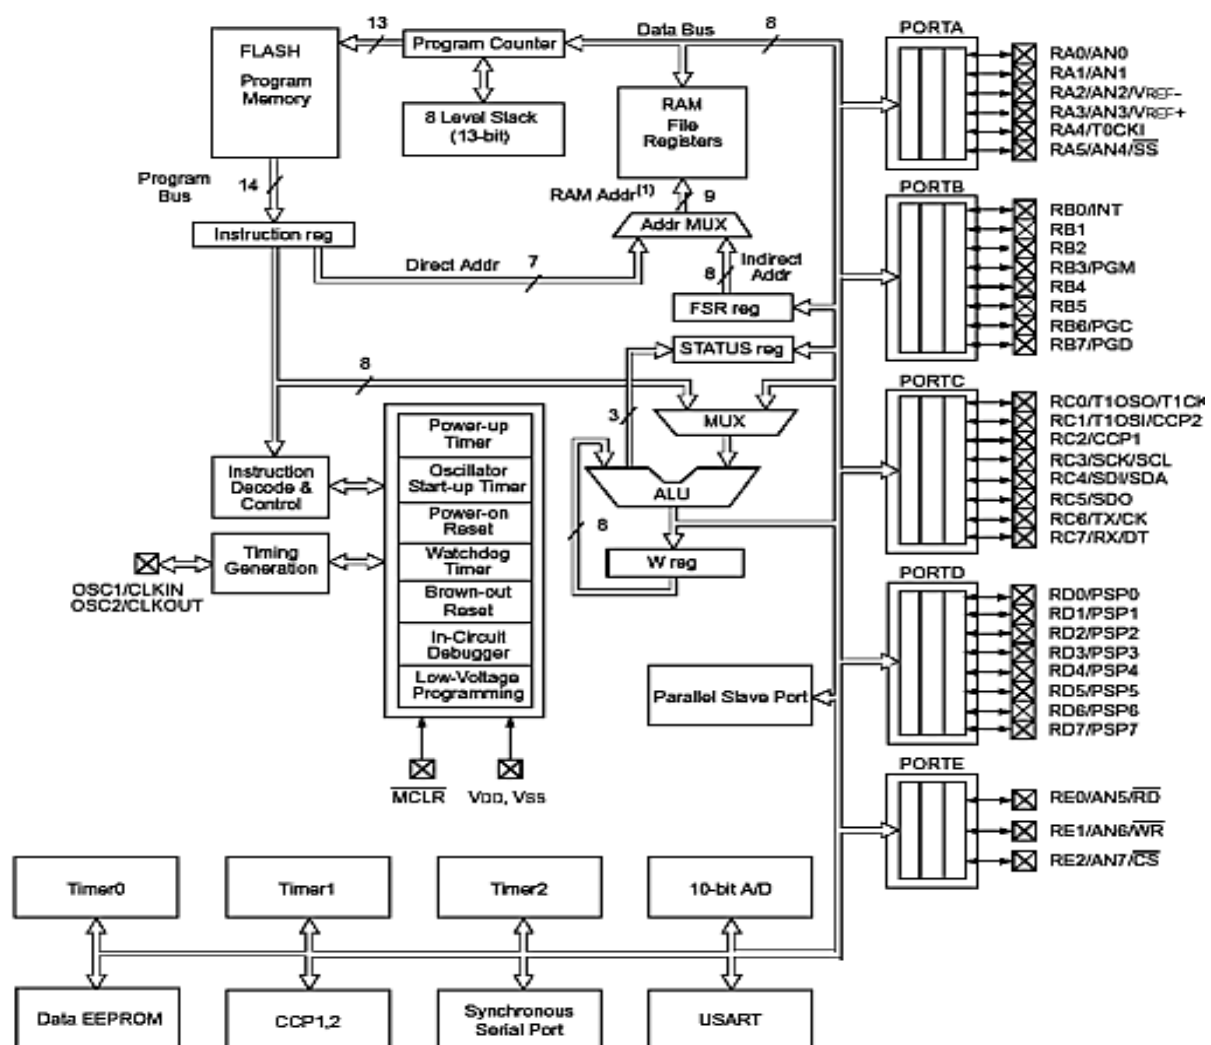 FLASH
Program
Memory
13
Program Counter
Data Bus
8
8 Level Stack
(13-bit)
RAM
File
Registers
Program
Bus
14
RAM Addr(1)
9
Instruction reg
Addr MUX
Direct Addr
7
8
Indirect
Addr
FSR reg
STATUS reg
8
3
MUX
ALU
8
W reg
Power-up
Timer
Oscillator
Start-up Timer
Power-on
Reset
Watchdog
Timer
Brown-out
Reset
In-Circuit
Debugger
Low-Voltage
Programming
Instruction
Decode &
Control
Timing
Generation
OSC1/CLKIN
OSC2/CLKOUT
MCLR
VDD, VSS
Parallel Slave Port
PORTA
RA0/AN0
RA1/AN1
RA2/AN2/VREF-
RA3/AN3/VREF+
RA4/T0CKI
RA5/AN4/SS
PORTB
RB0/INT
RB1
RB2
RB3/PGM
RB4
RB5
RB6/PGC
RB7/PGD
PORTC
RC0/T1OSO/T1CK
RC1/T1OSI/CCP2
RC2/CCP1
RC3/SCK/SCL
RC4/SDI/SDA
RC5/SDO
RC6/TX/CK
RC7/RX/DT
PORTD
RD0/PSP0
RD1/PSP1
RD2/PSP2
RD3/PSP3
RD4/PSP4
RD5/PSP5
RD6/PSP6
RD7/PSP7
PORTE
RE0/AN5/RD
RE1/AN6/WR
RE2/AN7/CS
Timer0
Timer1
Timer2
10-bit A/D
Data EEPROM
CCP1,2
Synchronous
Serial Port
USART